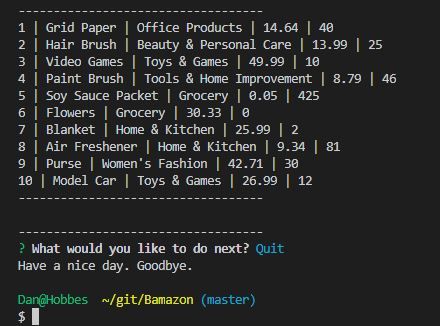 -----------------------------------
1 | Grid Paper | Office Products | 14.64 | 40
2 | Hair Brush | Beauty & Personal Care | 13.99 | 25
3 | Video Games | Toys & Games | 49.99 | 10
4 | Paint Brush | Tools & Home Improvement | 8.79 | 46
5 | Soy Sauce Packet | Grocery | 0.05 | 425
6 | Flowers | Grocery | 30.33 | 0
7 | Blanket | Home & Kitchen | 25.99 | 2
8 | Air Freshener | Home & Kitchen | 9.34 | 81
9 | Purse | Women's Fashion | 42.71 | 30
10 | Model Car | Toys & Games | 26.99 | 12
-----------------------------------
-----------------------------------
? What would you like to do next? Quit
Have a nice day. Goodbye.
Dan@Hobbes ~/git/Bamazon (master)
$